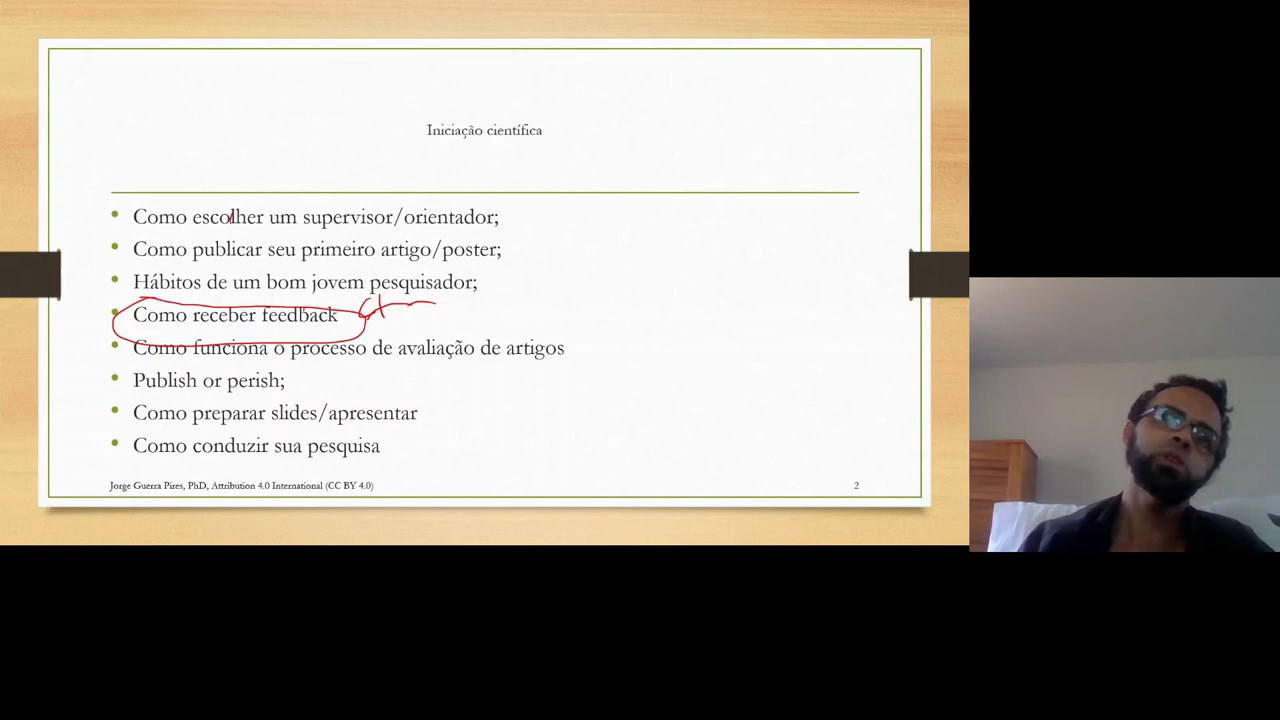 Iniciação científica
• Como escolher um supervisor/orientador;
• Como publicar seu primeiro artigo/poster;
• Hábitos de um bom jovem pesquisador;
• Como receber feedback
• Como funciona o processo de avaliação de artigos
• Publish or perish;
• Como preparar slides/apresentar
• Como conduzir sua pesquisa
Jorge Guerra Pires, PhD, Attribution 4.0 International (CC BY 4.0) 2